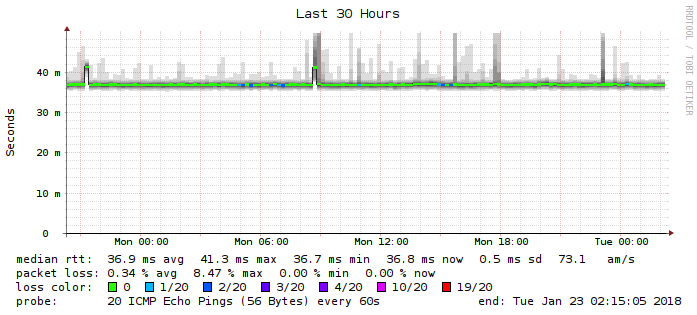 Last 30 Hours
RRDTOOL / TOBI OETIKER
Seconds
40 m
30 m
20 m
10 m
0
Mon 00:00 Mon 06:00 Mon 12:00 Mon 18:00 Tue 00:00
median rtt: 36.9 ms avg 41.3 ms max 36.7 ms min 36.8 ms now 0.5 ms sd 73.1 am/s
packet loss: 0.34 % avg 8.47 % max 0.00 % min 0.00 % now
loss color: 0 1/20 2/20 3/20 4/20 10/20 19/20
probe: 20 ICMP Echo Pings (56 Bytes) every 60s end: Tue Jan 23 02:15:05 2018